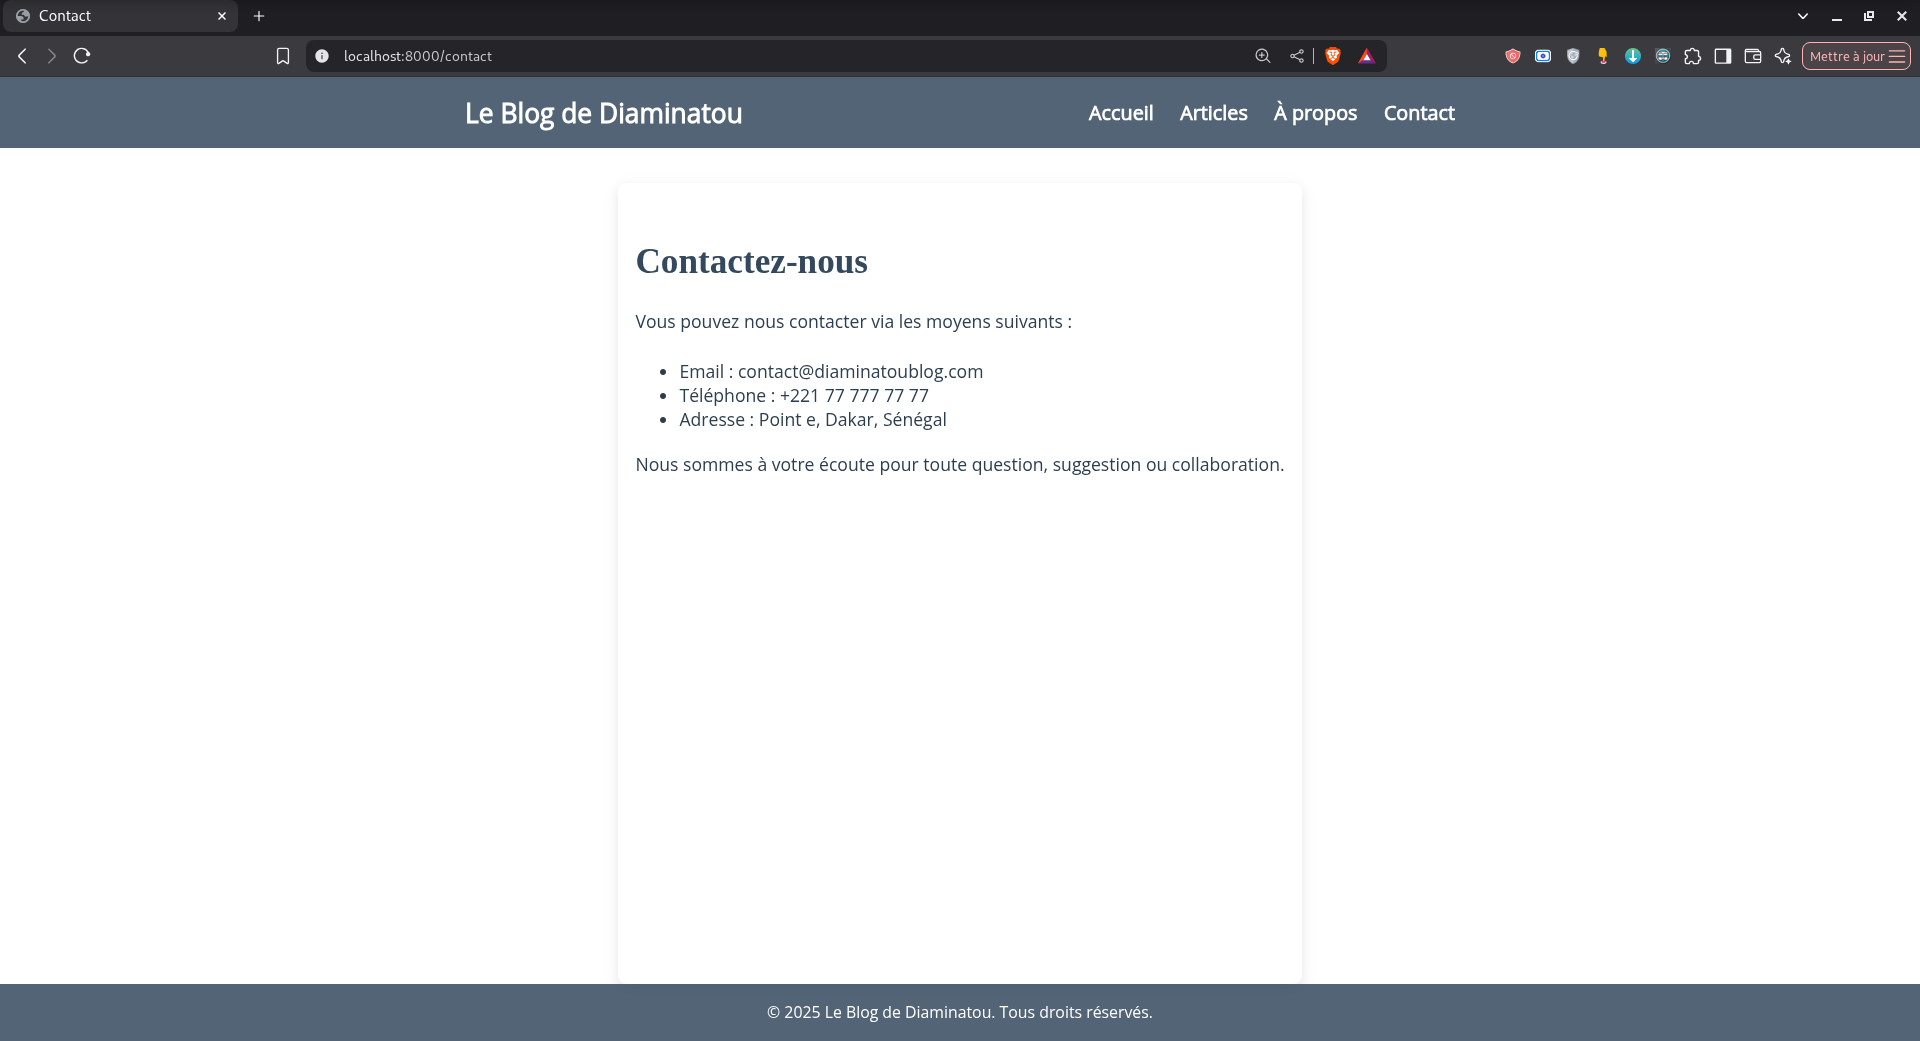 Contact
localhost:8000/contact
Mettre à jour
Le Blog de Diaminatou
Accueil Articles À propos Contact
Contactez-nous
Vous pouvez nous contacter via les moyens suivants :
• Email : contact@diaminatoublog.com
• Téléphone : +221 77 777 77 77
• Adresse : Point e, Dakar, Sénégal
Nous sommes à votre écoute pour toute question, suggestion ou collaboration.
© 2025 Le Blog de Diaminatou. Tous droits réservés.